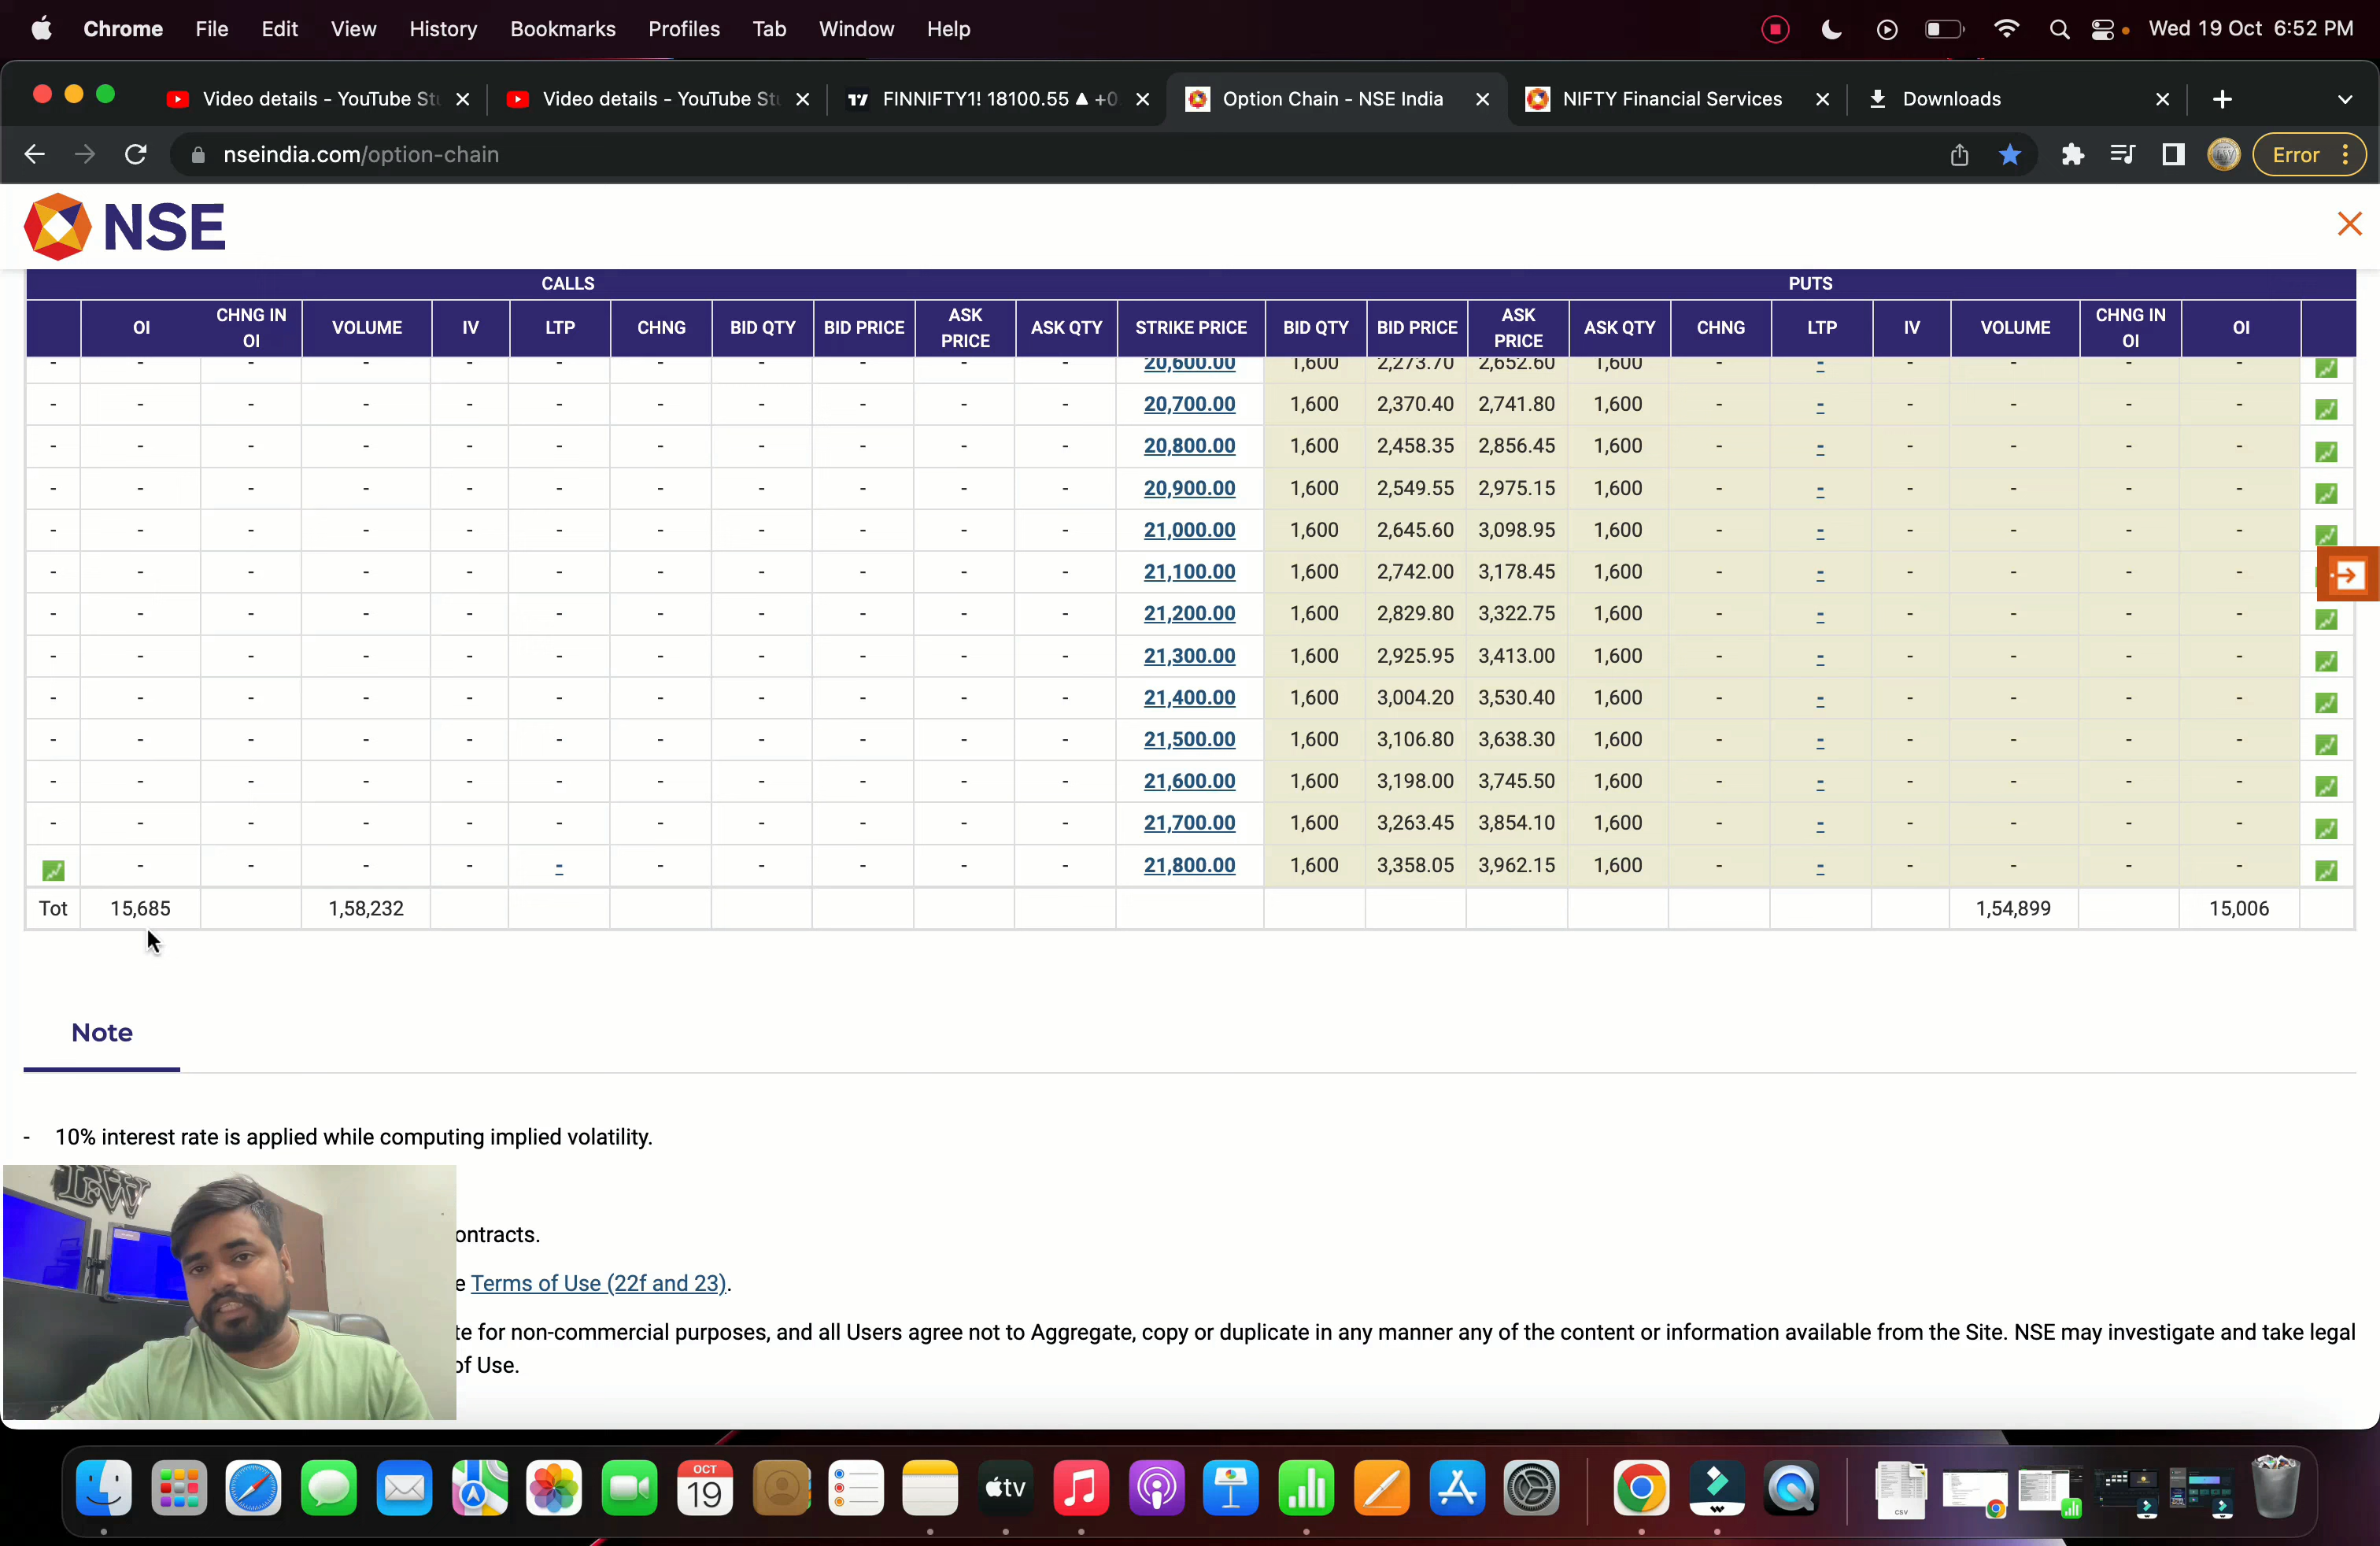 Chrome File Edit View History Bookmarks Profiles Tab Window Help Wed 19 Oct 6:52 PM
Video details - YouTube St Video details - YouTube St FINNIFTY1! 18100.55 ▲ +0 Option Chain - NSE India NIFTY Financial Services Downloads
nseindia.com/option-chain Error
NSE
CALLS PUTS
OI CHNG IN OI VOLUME IV LTP CHNG BID QTY BID PRICE ASK PRICE ASK QTY STRIKE PRICE BID QTY BID PRICE ASK PRICE ASK QTY CHNG LTP IV VOLUME CHNG IN OI OI
- - - - - - - - - - - 20,600.00 1,600 2,273.70 2,652.60 1,600 - - - - - -
- - - - - - - - - - - 20,700.00 1,600 2,370.40 2,741.80 1,600 - - - - - -
- - - - - - - - - - - 20,800.00 1,600 2,458.35 2,856.45 1,600 - - - - - -
- - - - - - - - - - - 20,900.00 1,600 2,549.55 2,975.15 1,600 - - - - - -
- - - - - - - - - - - 21,000.00 1,600 2,645.60 3,098.95 1,600 - - - - - -
- - - - - - - - - - - 21,100.00 1,600 2,742.00 3,178.45 1,600 - - - - - -
- - - - - - - - - - - 21,200.00 1,600 2,829.80 3,322.75 1,600 - - - - - -
- - - - - - - - - - - 21,300.00 1,600 2,925.95 3,413.00 1,600 - - - - - -
- - - - - - - - - - - 21,400.00 1,600 3,004.20 3,530.40 1,600 - - - - - -
- - - - - - - - - - - 21,500.00 1,600 3,106.80 3,638.30 1,600 - - - - - -
- - - - - - - - - - - 21,600.00 1,600 3,198.00 3,745.50 1,600 - - - - - -
- - - - - - - - - - - 21,700.00 1,600 3,263.45 3,854.10 1,600 - - - - - -
- - - - - - - - - - 21,800.00 1,600 3,358.05 3,962.15 1,600 - - - - - -
Tot 15,685 1,58,232 1,54,899 15,006
Note
- 10% interest rate is applied while computing implied volatility.
ontracts.
e Terms of Use (22f and 23).
te for non-commercial purposes, and all Users agree not to Aggregate, copy or duplicate in any manner any of the content or information available from the Site. NSE may investigate and take legal
of Use.
OCT
19
tv
CSV